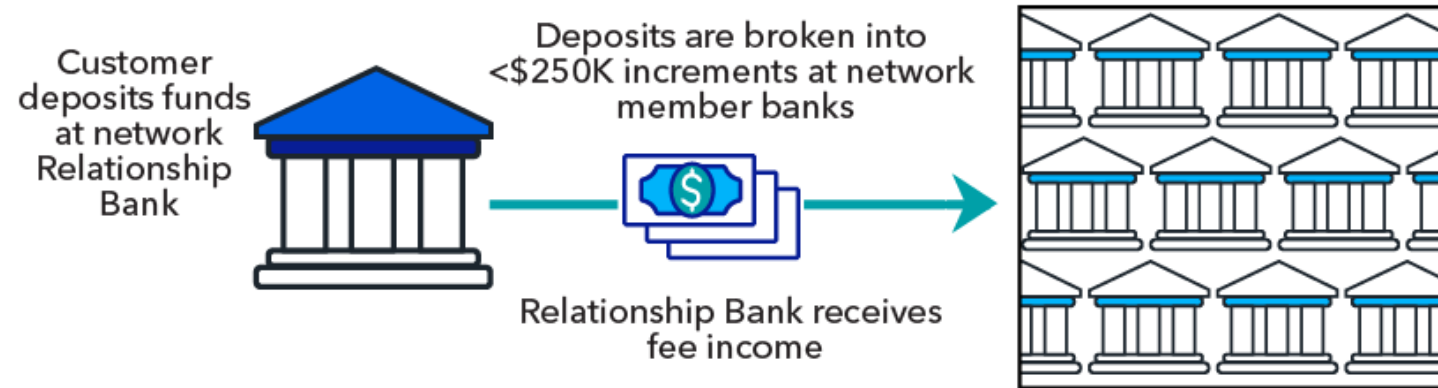 Customer
deposits funds
at network
Relationship
Bank
Deposits are broken into
<$250K increments at network
member banks
$
Relationship Bank receives
fee income